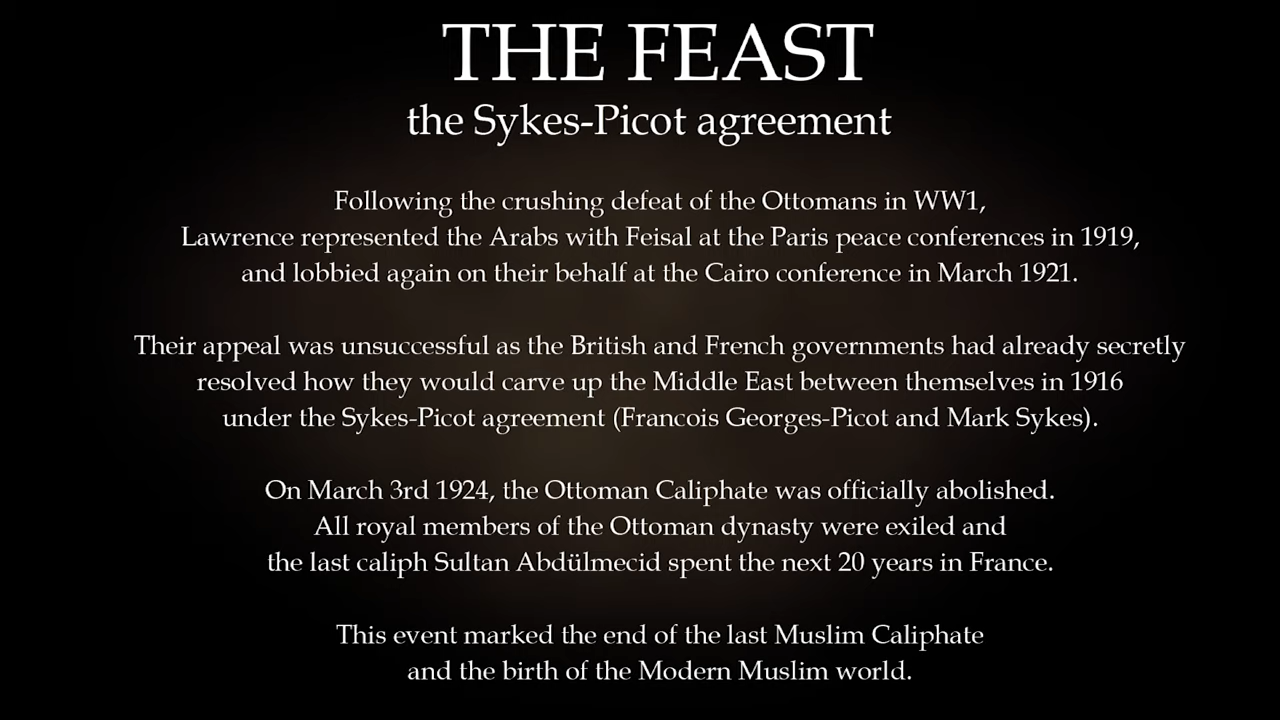 THE FEAST
the Sykes-Picot agreement
Following the crushing defeat of the Ottomans in WW1,
Lawrence represented the Arabs with Feisal at the Paris peace conferences in 1919,
and lobbied again on their behalf at the Cairo conference in March 1921.
Their appeal was unsuccessful as the British and French governments had already secretly
resolved how they would carve up the Middle East between themselves in 1916
under the Sykes-Picot agreement (Francois Georges-Picot and Mark Sykes).
On March 3rd 1924, the Ottoman Caliphate was officially abolished.
All royal members of the Ottoman dynasty were exiled and
the last caliph Sultan Abdülmecid spent the next 20 years in France.
This event marked the end of the last Muslim Caliphate
and the birth of the Modern Muslim world.